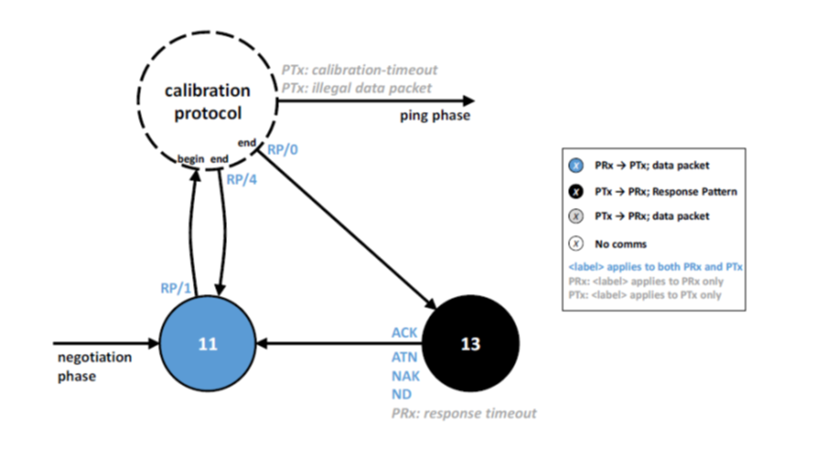 PTx: calibration-timeout
PTx: illegal data packet
calibration
protocol
ping phase
end
RP/0
begin end
RP/4
x PRx → PTx; data packet
x PTx → PRx; Response Pattern
x PTx → PRx; data packet
x No comms
<label> applies to both PRx and PTx
PRx: <label> applies to PRx only
PTx: <label> applies to PTx only
RP/1
ACK
11
13
negotiation
phase
ATN
NAK
ND
PRx: response timeout